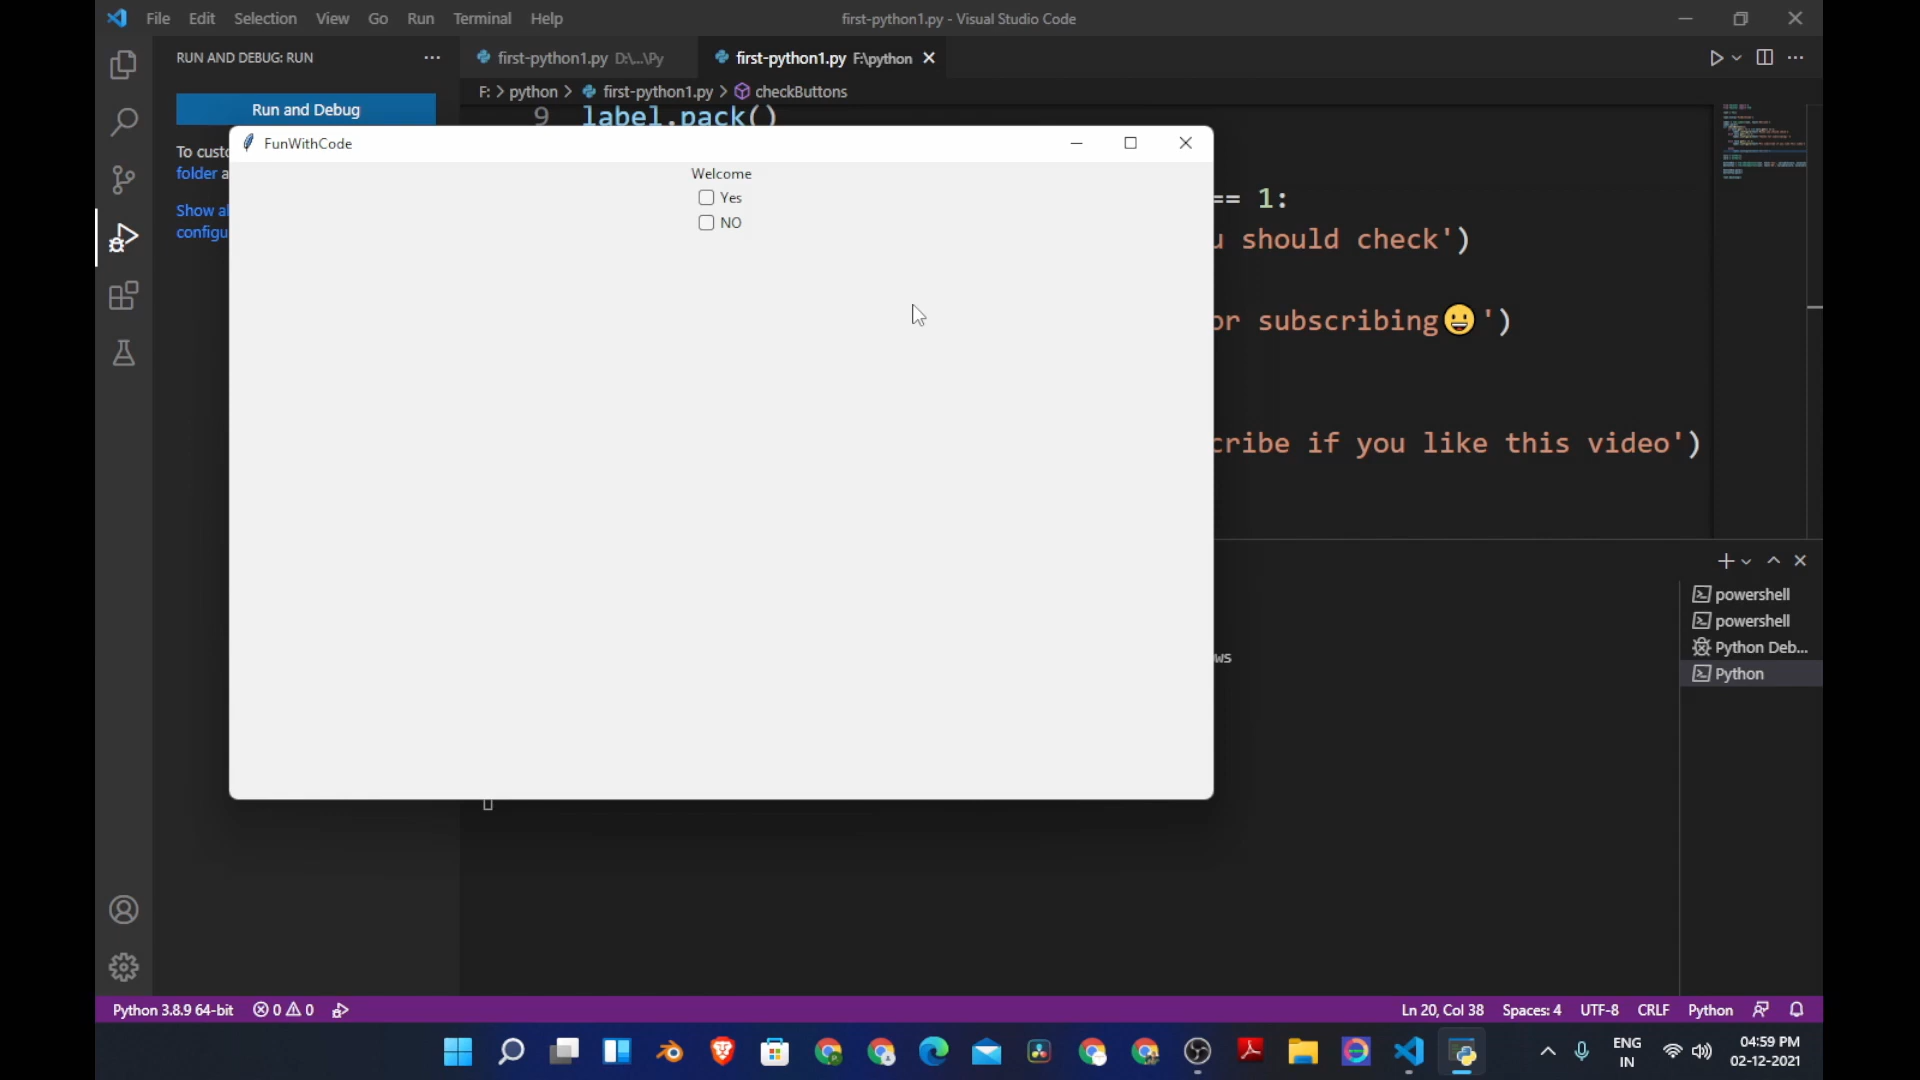 File Edit Selection View Go Run Terminal Help
first-python1.py - Visual Studio Code
RUN AND DEBUG: RUN
first-python1.py D:\...\Py
first-python1.py F:\python
F: > python > first-python1.py > checkButtons
Run and Debug
9 label.pack()
To custo
folder a
Show al
configu
FunWithCode
Welcome
Yes
NO
== 1:
u should check')
or subscribing😀')
cribe if you like this video')
ws
powershell
powershell
Python Deb...
Python
Python 3.8.9 64-bit
0
0
Ln 20, Col 38
Spaces: 4
UTF-8
CRLF
Python
ENG
IN
04:59 PM
02-12-2021